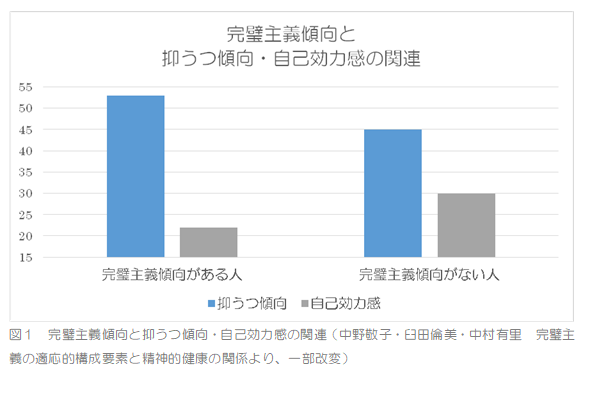 完璧主義傾向と
抑うつ傾向・自己効力感の関連
55
50
45
40
35
30
25
20
15
完璧主義傾向がある人 完璧主義傾向がない人
抑うつ傾向 自己効力感
図１　完璧主義傾向と抑うつ傾向・自己効力感の関連（中野敬子・臼田倫美・中村有里　完璧主
義の適応的構成要素と精神的健康の関係より、一部改変）